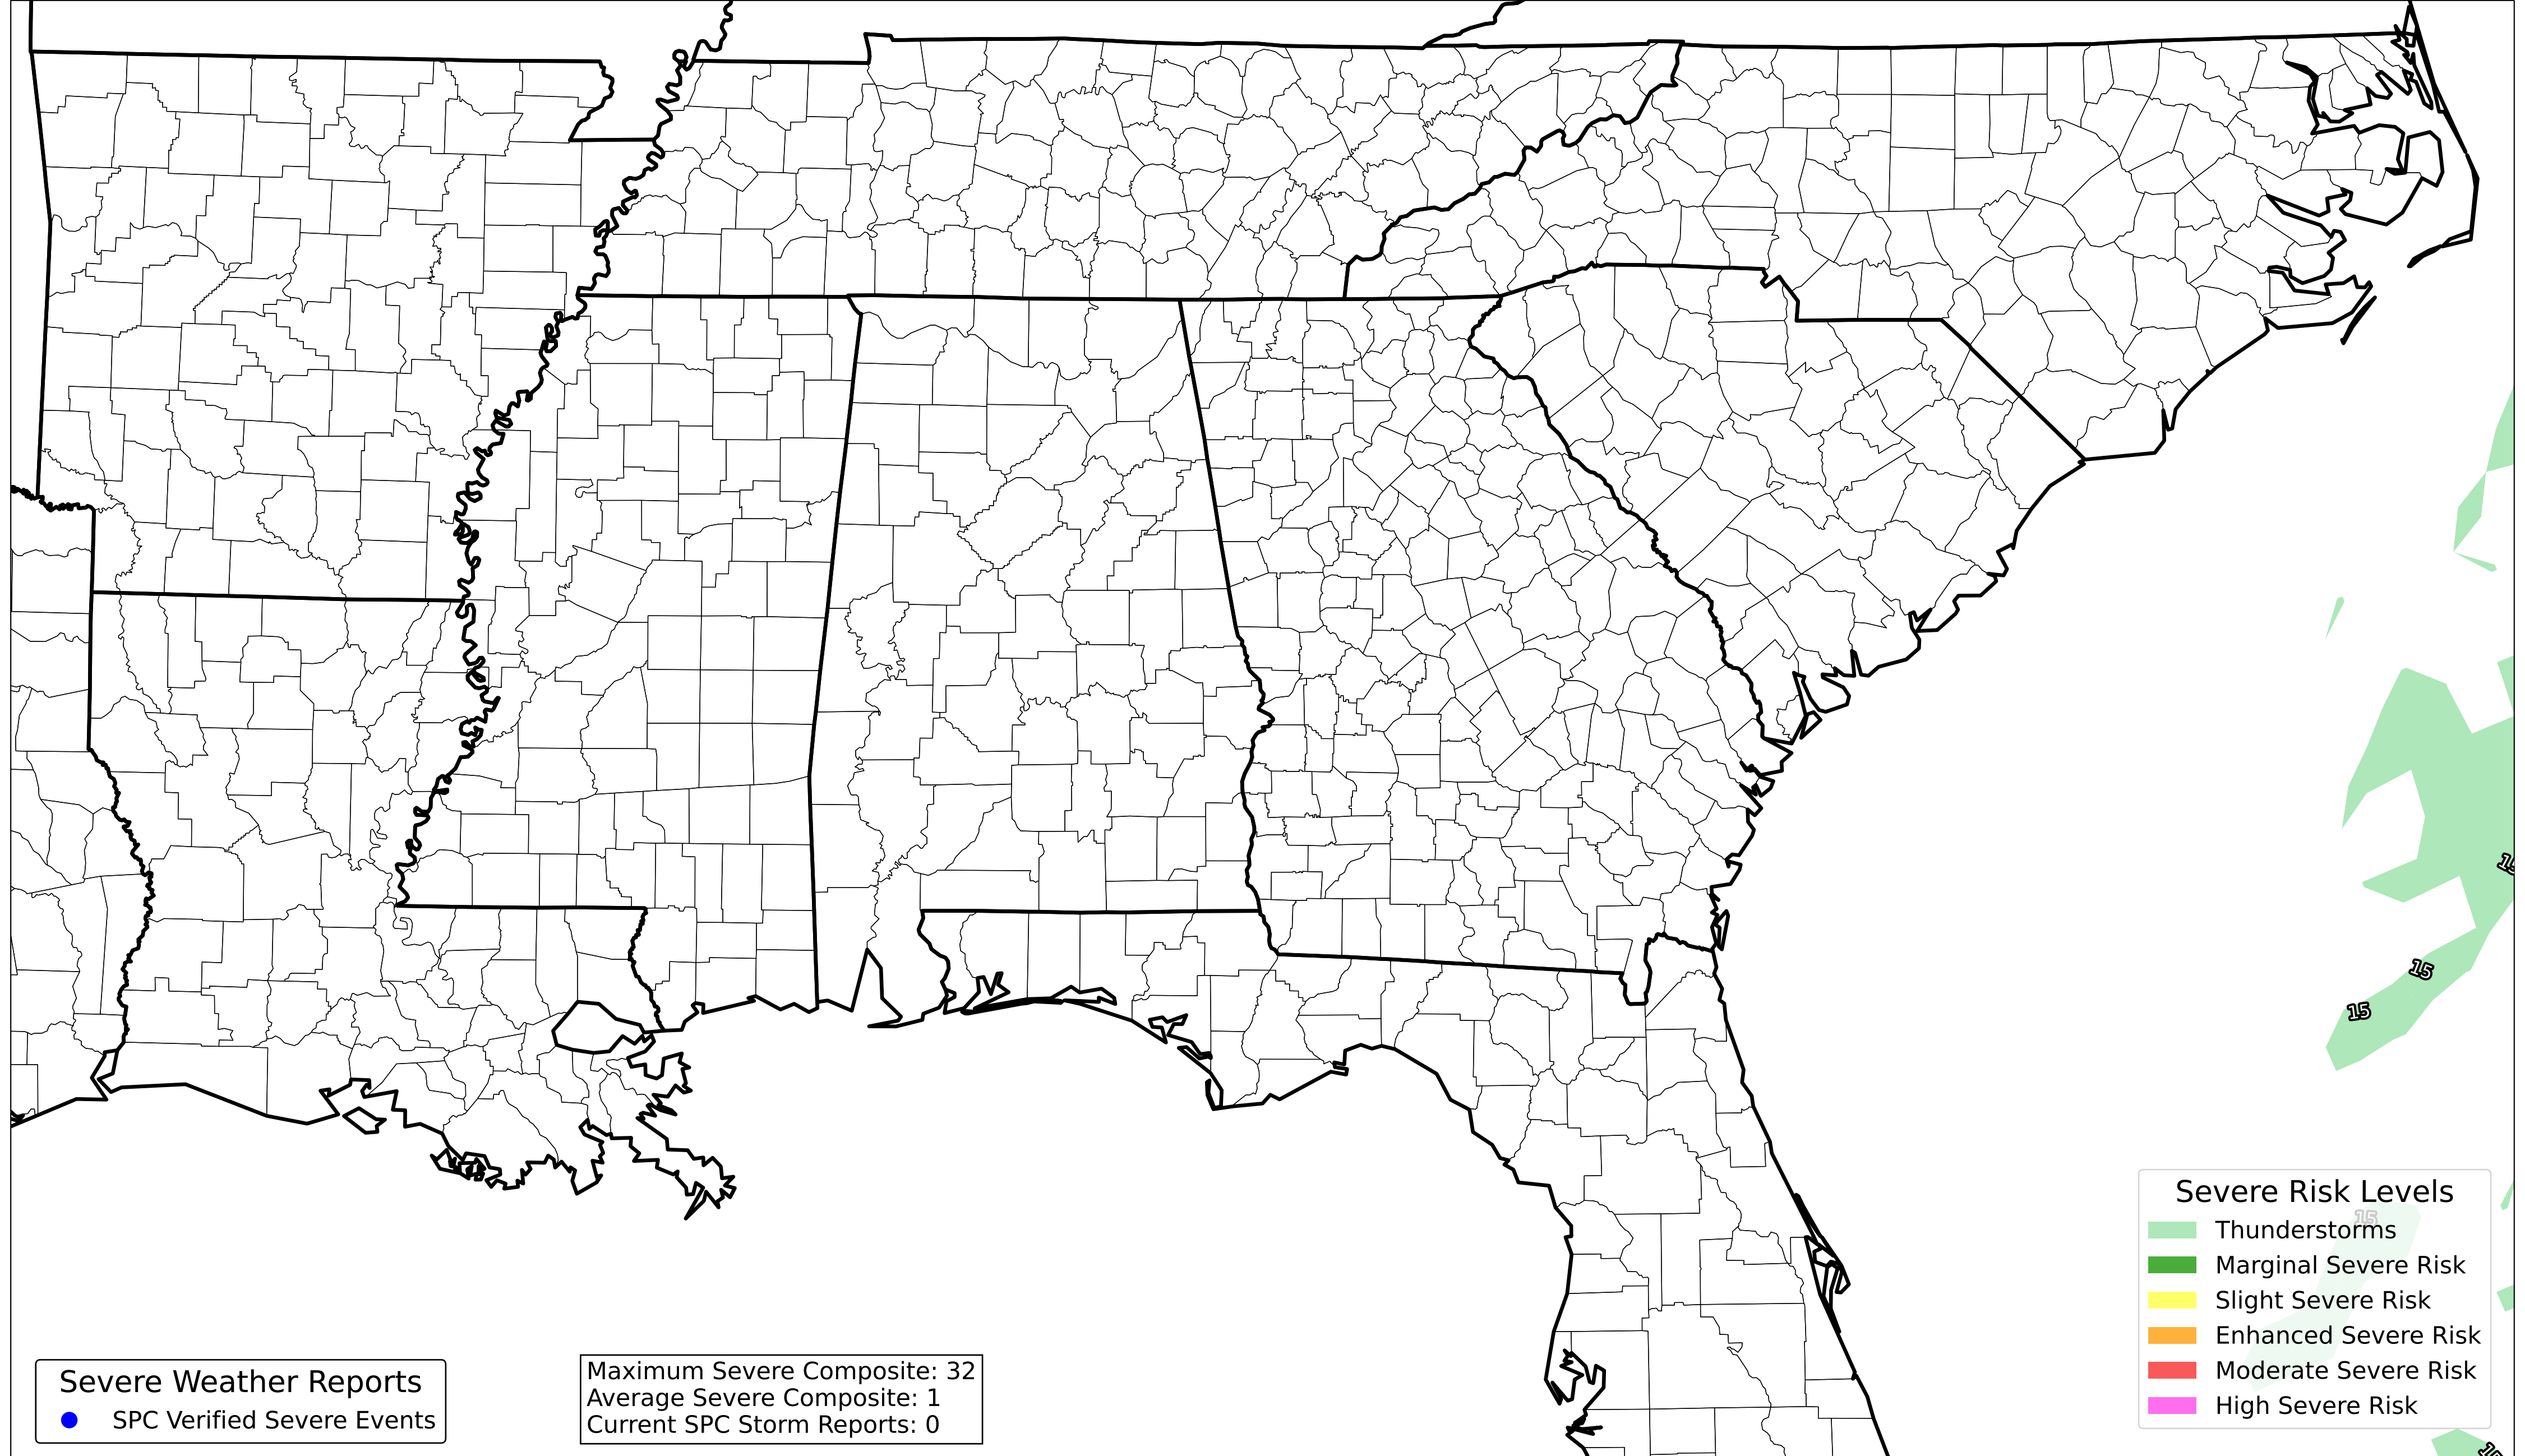 15
15
15
Severe Risk Levels
15
Thunderstorms
Marginal Severe Risk
Slight Severe Risk
Enhanced Severe Risk
Moderate Severe Risk
High Severe Risk
Severe Weather Reports
SPC Verified Severe Events
Maximum Severe Composite: 32
Average Severe Composite: 1
Current SPC Storm Reports: 0